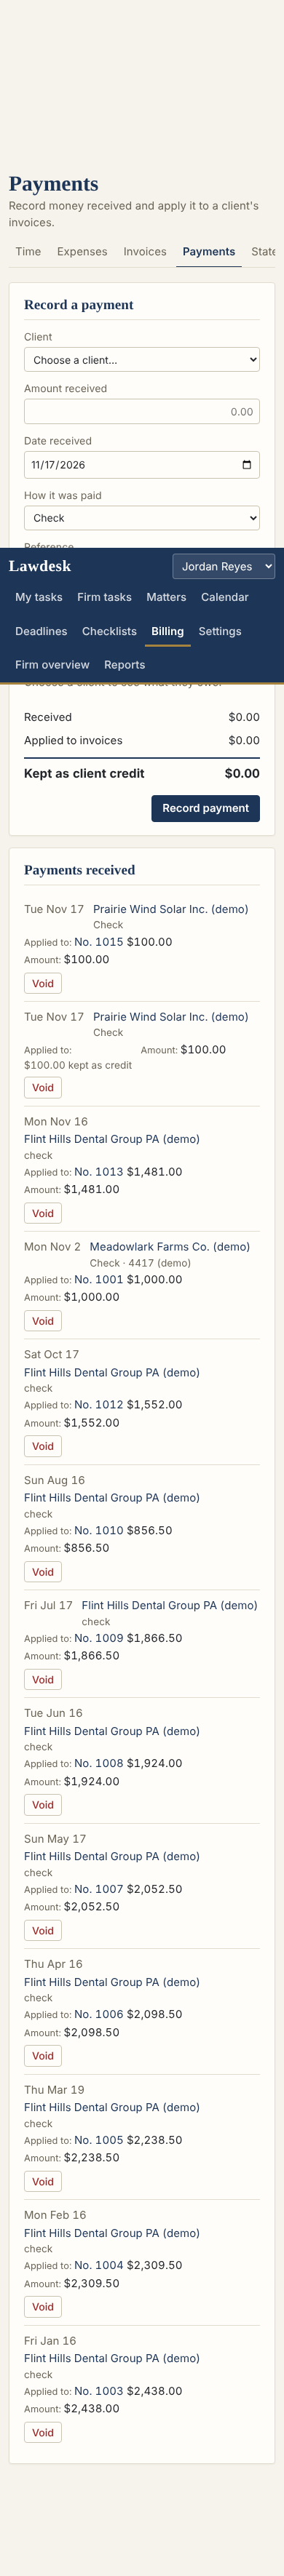 Payments
Record money received and apply it to a client's
invoices.
Time Expenses Invoices Payments State
Record a payment
Client
Choose a client...
Amount received
0.00
Date received
11/17/2026
How it was paid
Check
Lawdesk Jordan Reyes
My tasks Firm tasks Matters Calendar
Deadlines Checklists Billing Settings
Firm overview Reports
Received $0.00
Applied to invoices $0.00
Kept as client credit $0.00
Record payment
Payments received
Tue Nov 17 Prairie Wind Solar Inc. (demo)
Check
Applied to: No. 1015 $100.00
Amount: $100.00
Void
Tue Nov 17 Prairie Wind Solar Inc. (demo)
Check
Applied to: Amount: $100.00
$100.00 kept as credit
Void
Mon Nov 16
Flint Hills Dental Group PA (demo)
check
Applied to: No. 1013 $1,481.00
Amount: $1,481.00
Void
Mon Nov 2 Meadowlark Farms Co. (demo)
Check · 4417 (demo)
Applied to: No. 1001 $1,000.00
Amount: $1,000.00
Void
Sat Oct 17
Flint Hills Dental Group PA (demo)
check
Applied to: No. 1012 $1,552.00
Amount: $1,552.00
Void
Sun Aug 16
Flint Hills Dental Group PA (demo)
check
Applied to: No. 1010 $856.50
Amount: $856.50
Void
Fri Jul 17 Flint Hills Dental Group PA (demo)
check
Applied to: No. 1009 $1,866.50
Amount: $1,866.50
Void
Tue Jun 16
Flint Hills Dental Group PA (demo)
check
Applied to: No. 1008 $1,924.00
Amount: $1,924.00
Void
Sun May 17
Flint Hills Dental Group PA (demo)
check
Applied to: No. 1007 $2,052.50
Amount: $2,052.50
Void
Thu Apr 16
Flint Hills Dental Group PA (demo)
check
Applied to: No. 1006 $2,098.50
Amount: $2,098.50
Void
Thu Mar 19
Flint Hills Dental Group PA (demo)
check
Applied to: No. 1005 $2,238.50
Amount: $2,238.50
Void
Mon Feb 16
Flint Hills Dental Group PA (demo)
check
Applied to: No. 1004 $2,309.50
Amount: $2,309.50
Void
Fri Jan 16
Flint Hills Dental Group PA (demo)
check
Applied to: No. 1003 $2,438.00
Amount: $2,438.00
Void